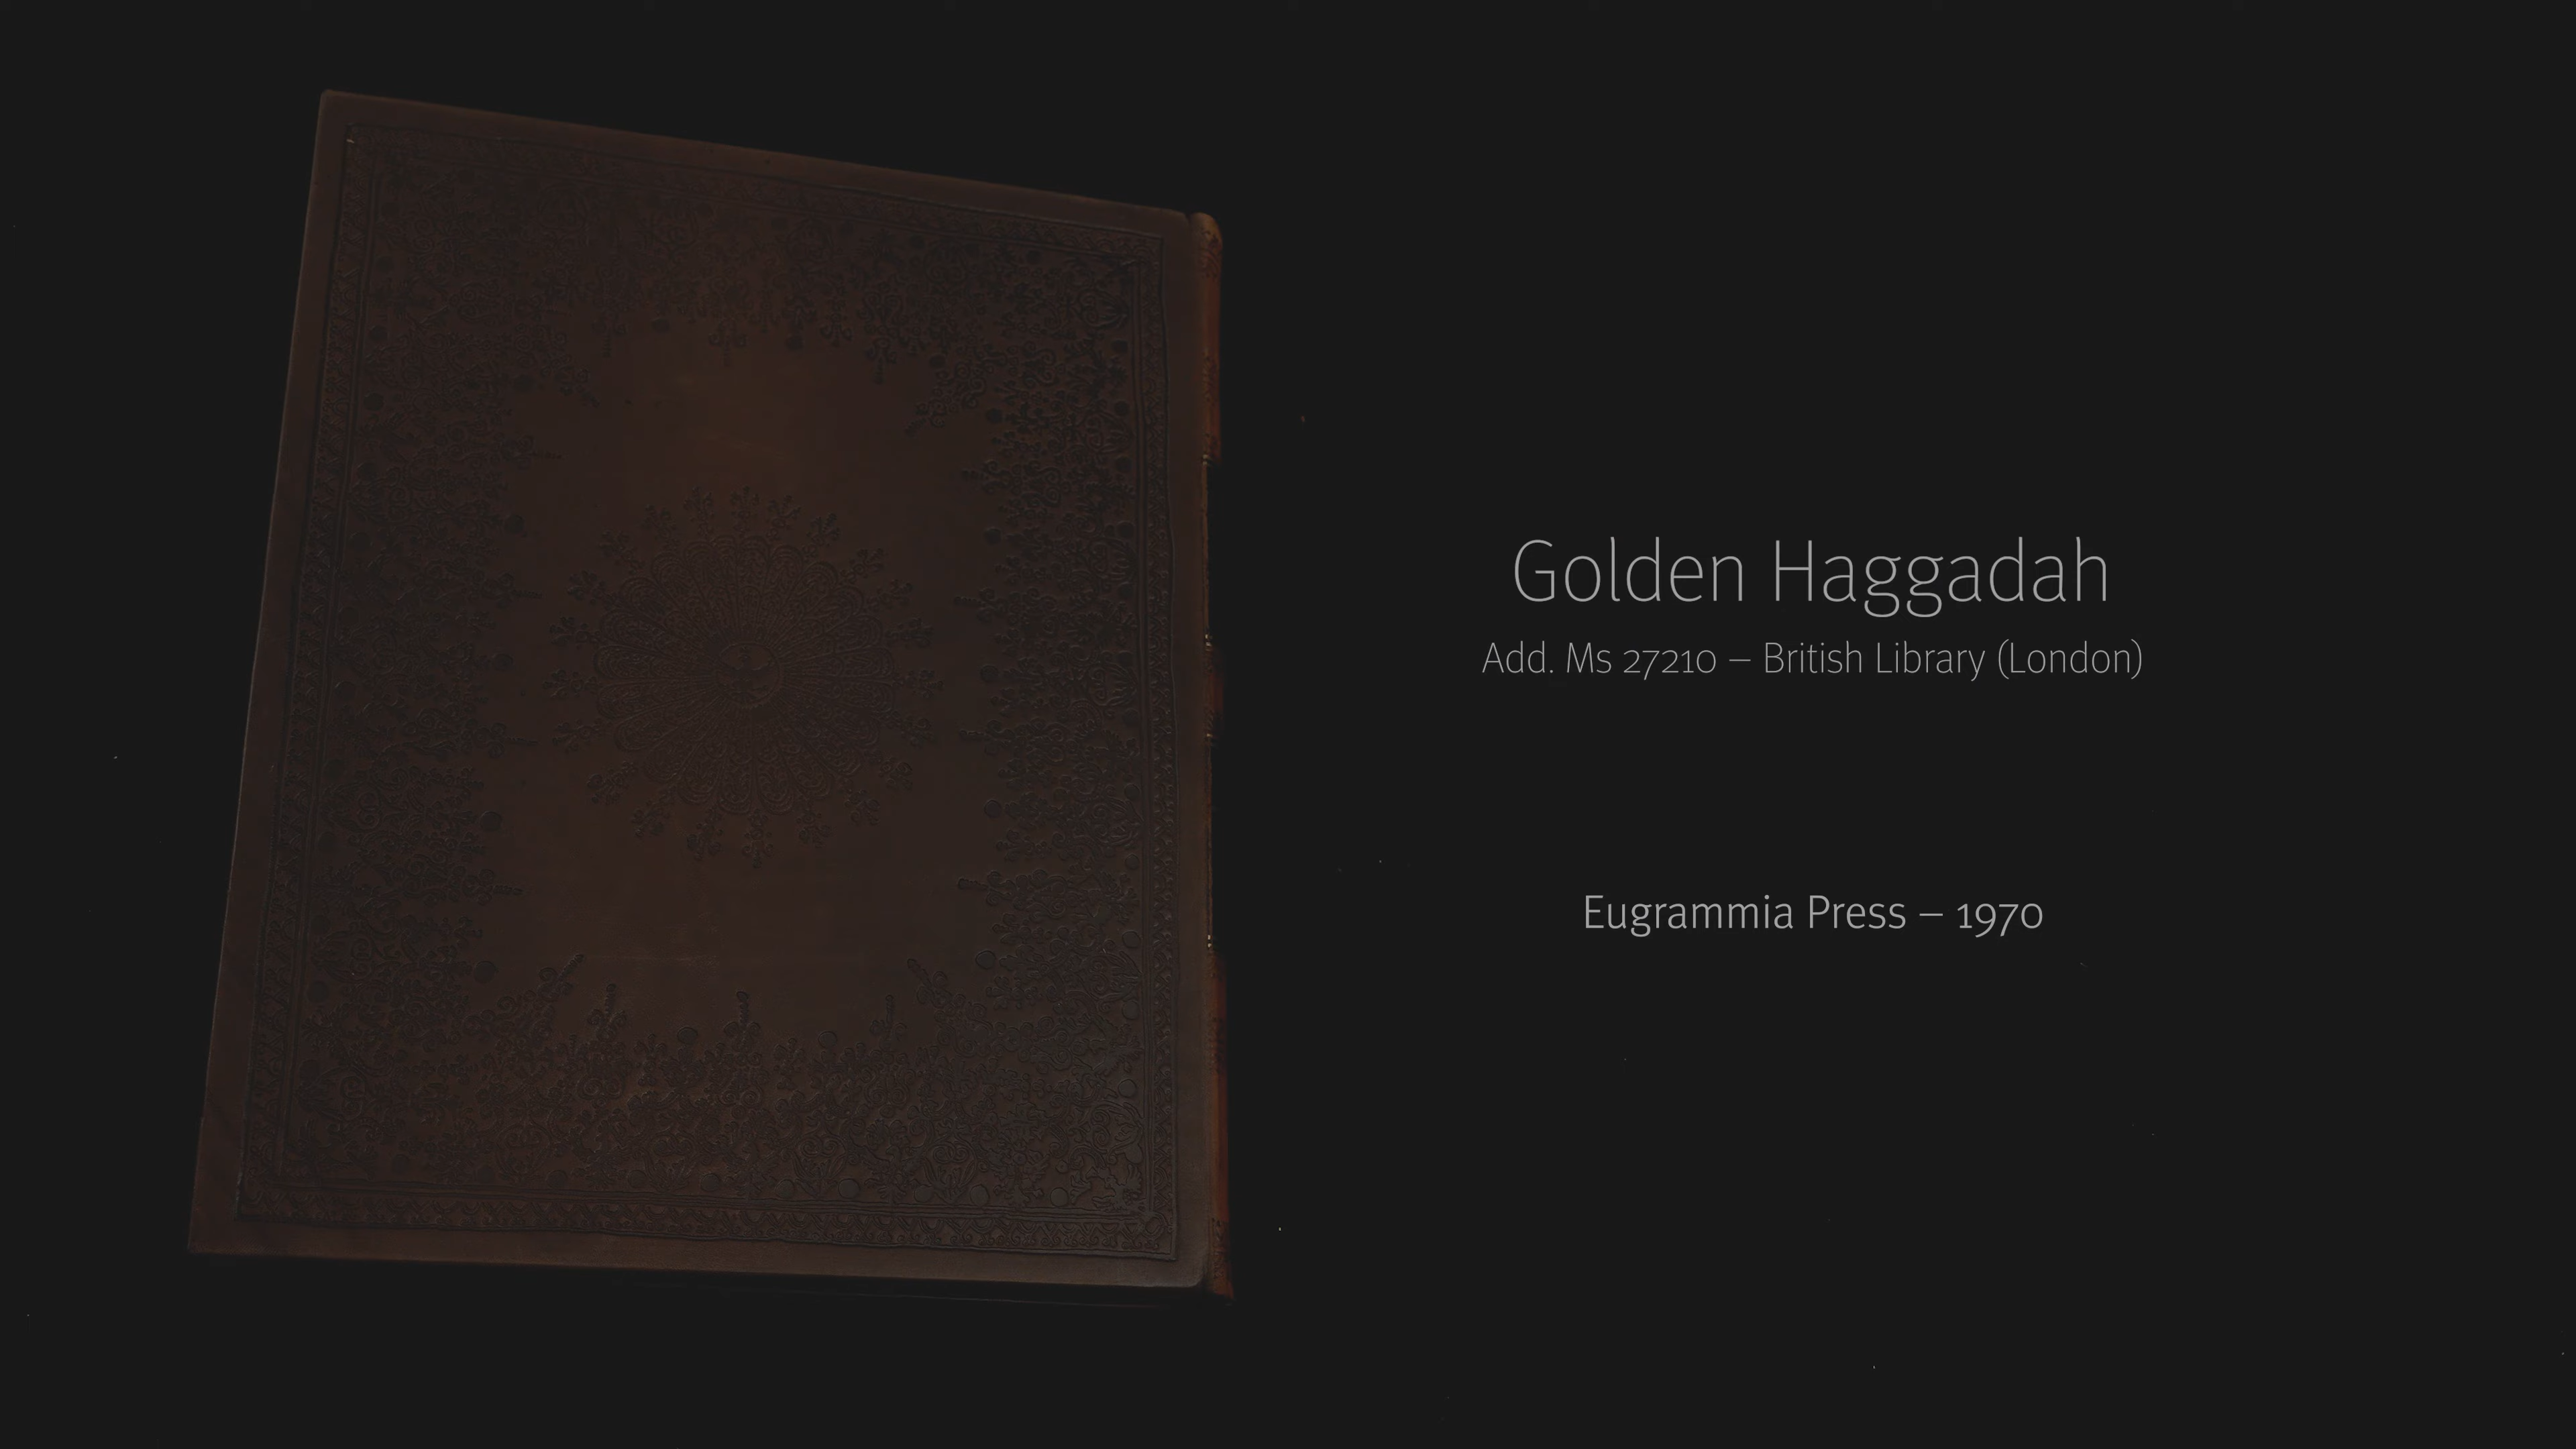 Golden Haggadah
Add. Ms 27210 – British Library (London)
Eugrammia Press – 1970